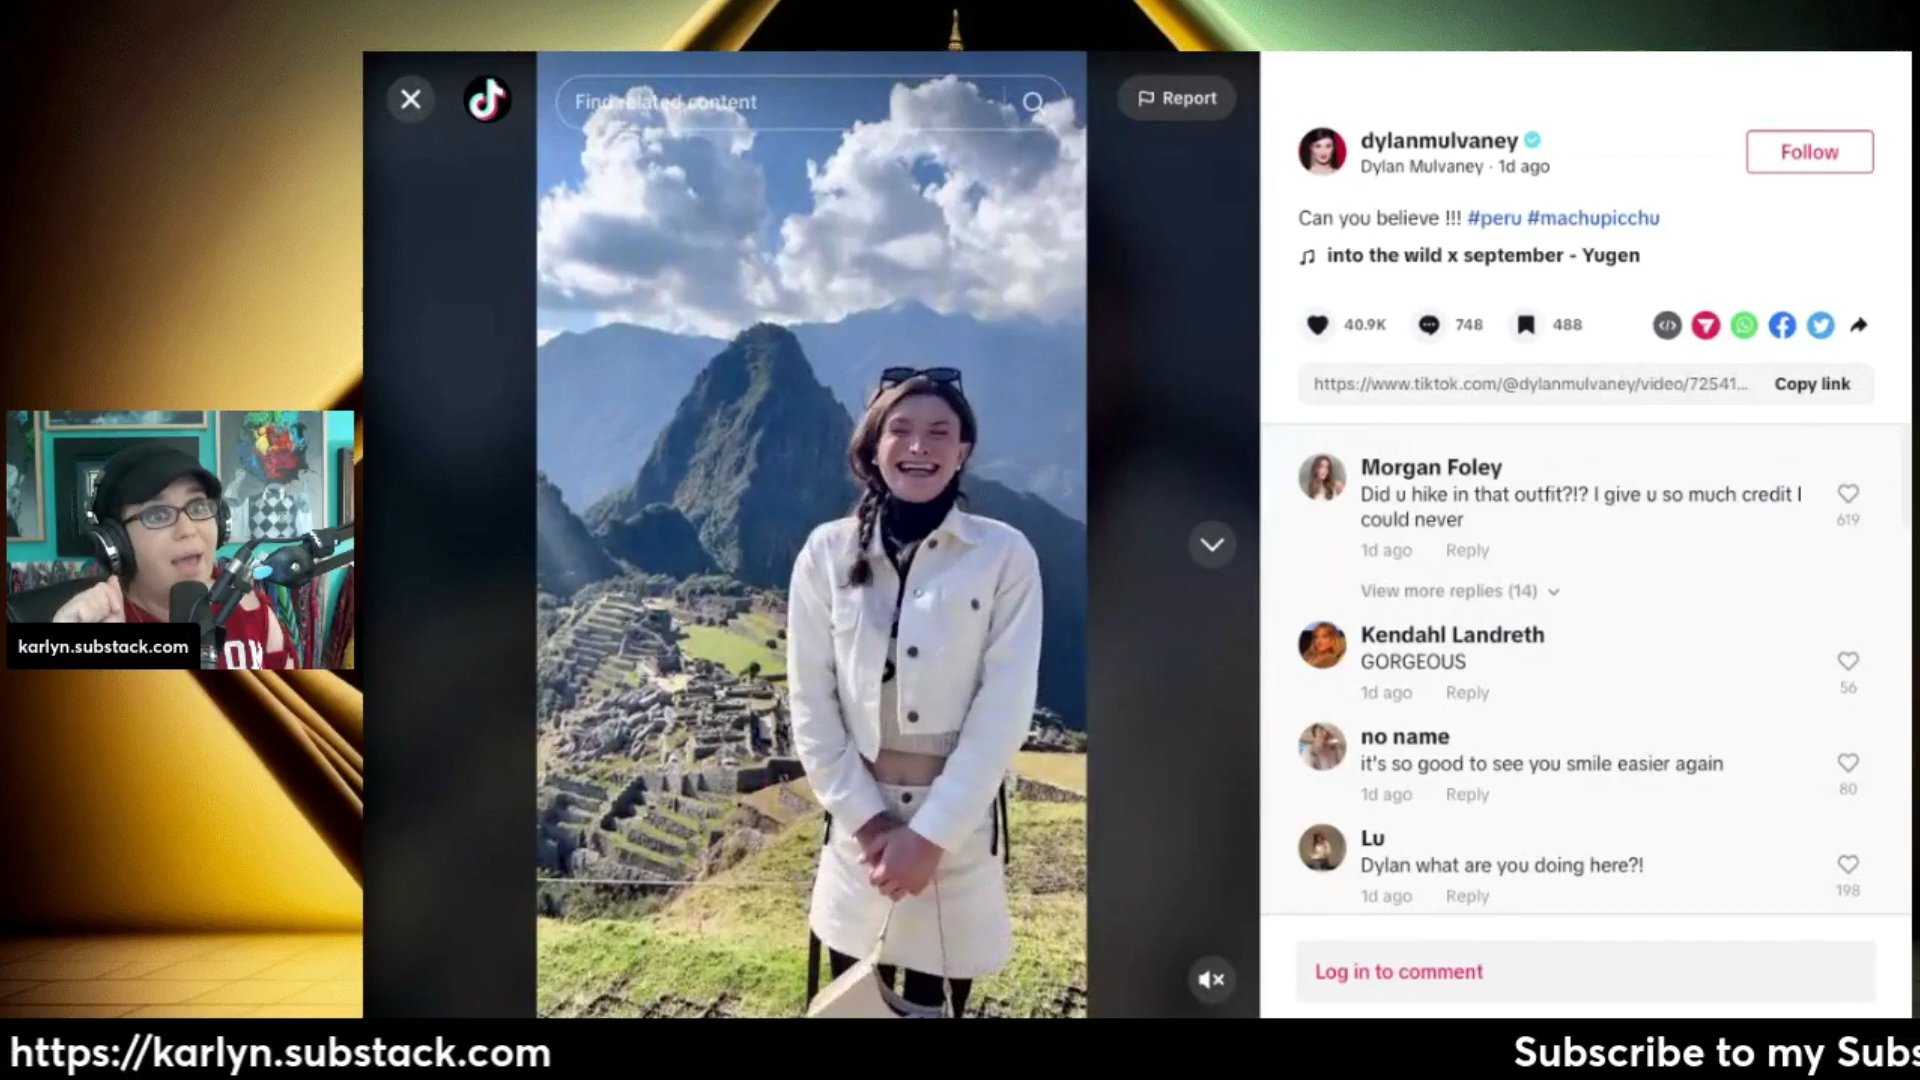 Find related content
Report
dylanmulvaney
Dylan Mulvaney · 1d ago
Follow
Can you believe !!! #peru #machupicchu
into the wild x september - Yugen
40.9K
748
488
https://www.tiktok.com/@dylanmulvaney/video/72541...
Copy link
Morgan Foley
Did u hike in that outfit?!? I give u so much credit I
could never
619
1d ago
Reply
View more replies (14)
Kendahl Landreth
GORGEOUS
56
1d ago
Reply
no name
it's so good to see you smile easier again
80
1d ago
Reply
Lu
Dylan what are you doing here?!
198
1d ago
Reply
Log in to comment
karlyn.substack.com
https://karlyn.substack.com
Subscribe to my Subs